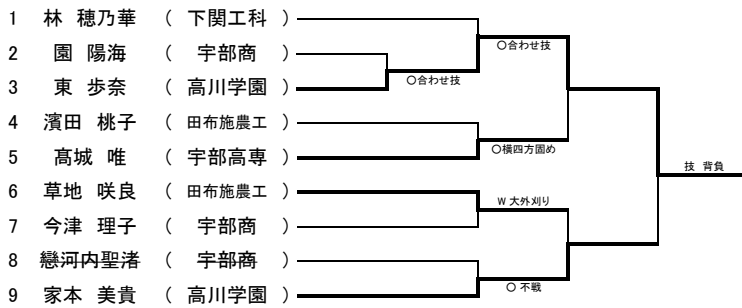 1 林 穂乃華 ( 下関工科 )
2 園 陽海 ( 宇部商 )
3 東 歩奈 ( 高川学園 )
4 濱田 桃子 ( 田布施農工 )
5 髙城 唯 ( 宇部高専 )
6 草地 咲良 ( 田布施農工 )
7 今津 理子 ( 宇部商 )
8 戀河内聖渚 ( 宇部商 )
9 家本 美貴 ( 高川学園 )
〇合わせ技
〇合わせ技
〇横四方固め
技 背負
W 大外刈り
〇 不戦